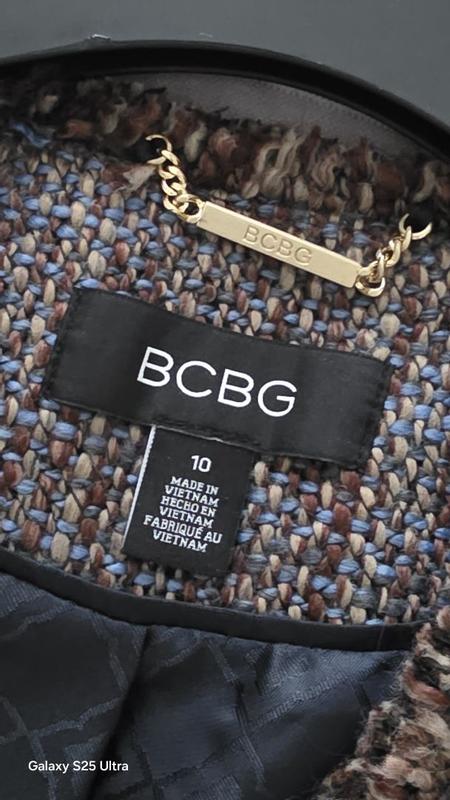 BCBG
BCBG
10
MADE IN
VIETNAM
HECHO EN
VIETNAM
FABRIQUÉ AU
VIETNAM
Galaxy S25 Ultra